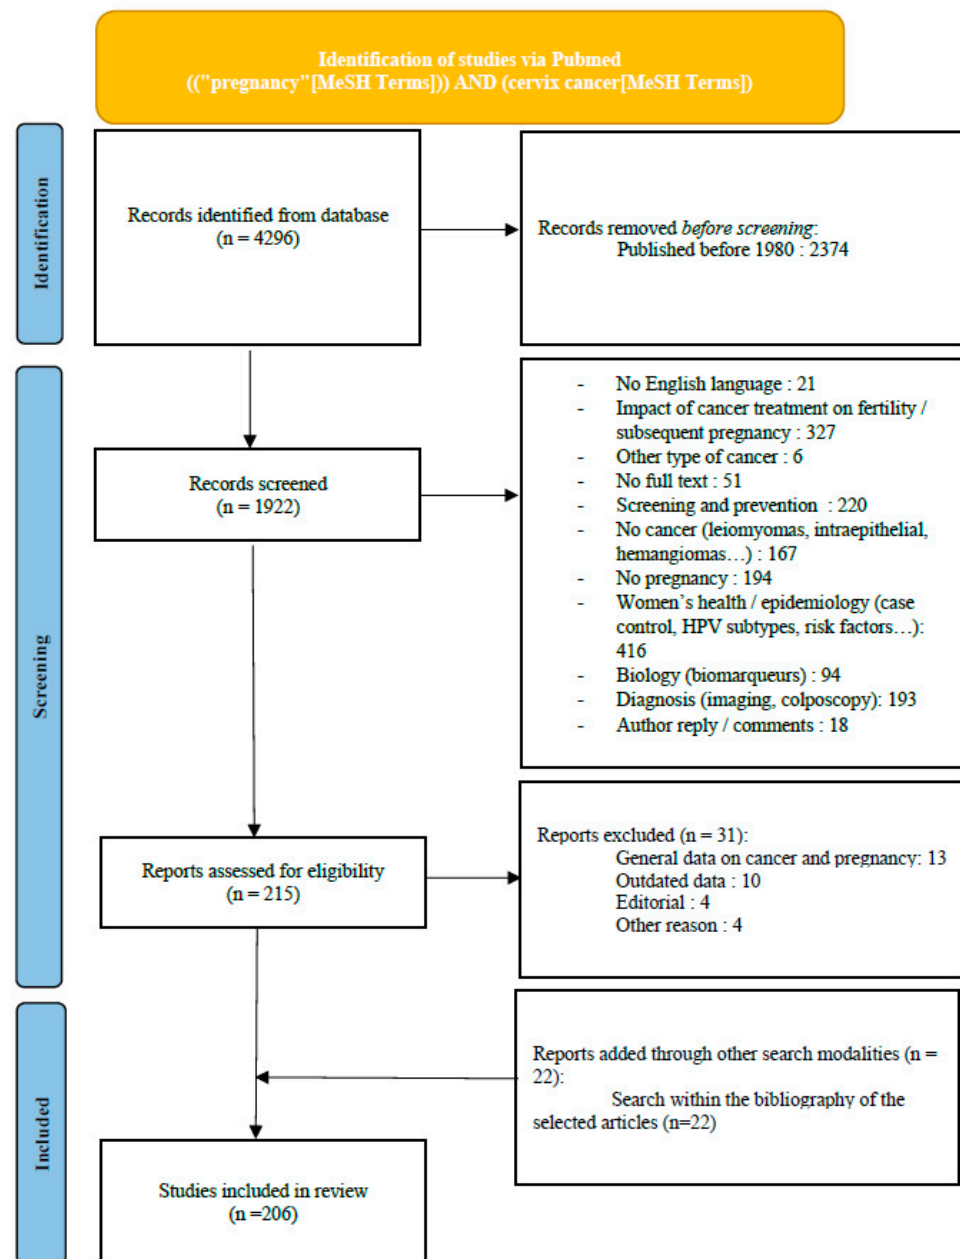 Identification of studies via Pubmed
(("pregnancy"[MeSH Terms])) AND (cervix cancer[MeSH Terms])
Identification
Records identified from database
(n = 4296)
Records removed before screening:
Published before 1980 : 2374
Screening
Records screened
(n = 1922)
- No English language : 21
- Impact of cancer treatment on fertility /
subsequent pregnancy : 327
- Other type of cancer : 6
- No full text : 51
- Screening and prevention : 220
- No cancer (leiomyomas, intraepithelial,
hemangiomas…) : 167
- No pregnancy : 194
- Women's health / epidemiology (case
control, HPV subtypes, risk factors…):
416
- Biology (biomarqueurs) : 94
- Diagnosis (imaging, colposcopy): 193
- Author reply / comments : 18
Reports assessed for eligibility
(n = 215)
Reports excluded (n = 31):
General data on cancer and pregnancy: 13
Outdated data : 10
Editorial : 4
Other reason : 4
Included
Reports added through other search modalities (n =
22):
Search within the bibliography of the
selected articles (n=22)
Studies included in review
(n =206)